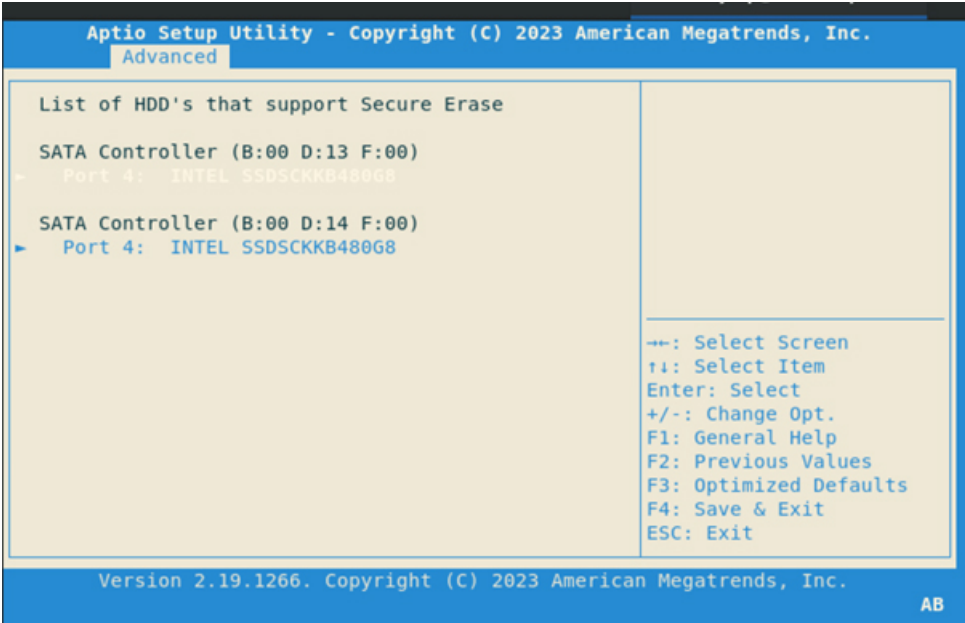 Aptio Setup Utility - Copyright (C) 2023 American Megatrends, Inc.
Advanced
List of HDD's that support Secure Erase
SATA Controller (B:00 D:13 F:00)
► Port 4: INTEL SSDSCKKB480G8
SATA Controller (B:00 D:14 F:00)
► Port 4: INTEL SSDSCKKB480G8
→←: Select Screen
↑↓: Select Item
Enter: Select
+/-: Change Opt.
F1: General Help
F2: Previous Values
F3: Optimized Defaults
F4: Save & Exit
ESC: Exit
Version 2.19.1266. Copyright (C) 2023 American Megatrends, Inc.
AB